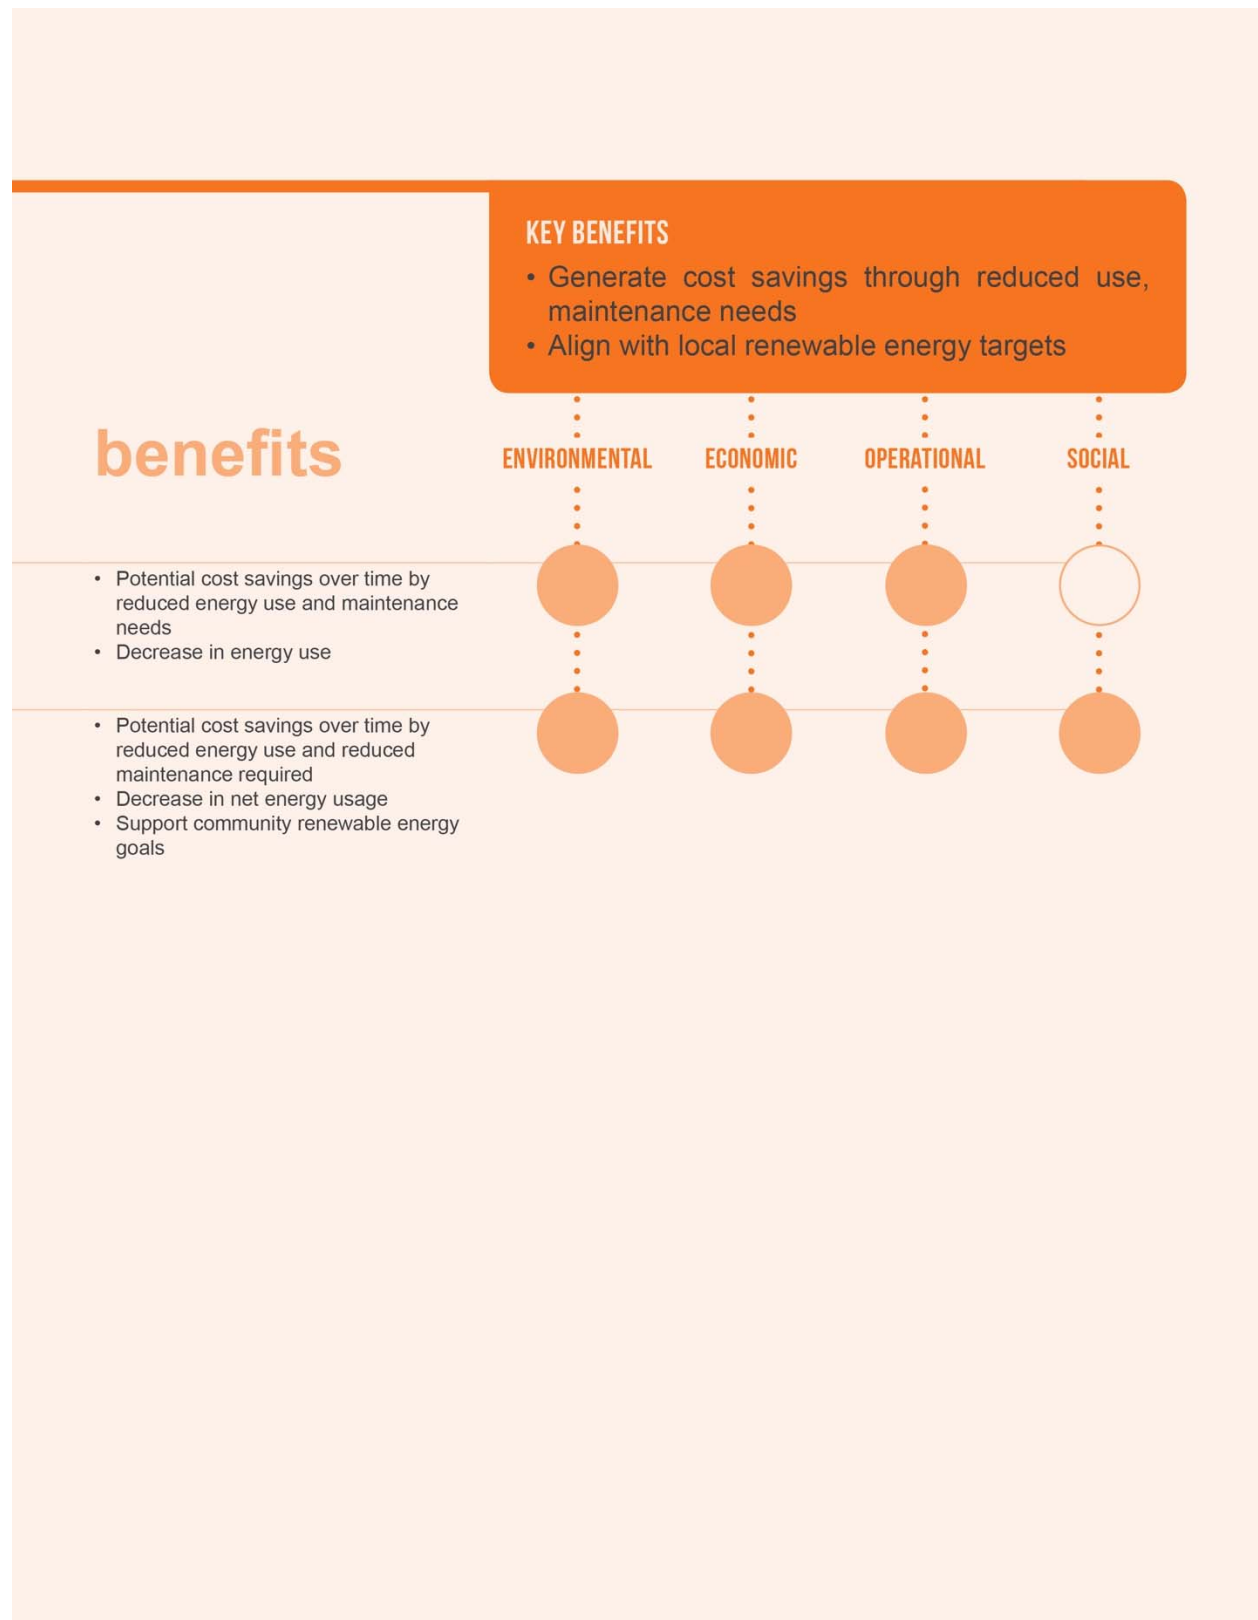 KEY BENEFITS
• Generate cost savings through reduced use,
maintenance needs
• Align with local renewable energy targets
benefits
ENVIRONMENTAL ECONOMIC OPERATIONAL SOCIAL
• Potential cost savings over time by
reduced energy use and maintenance
needs
• Decrease in energy use
• Potential cost savings over time by
reduced energy use and reduced
maintenance required
• Decrease in net energy usage
• Support community renewable energy
goals